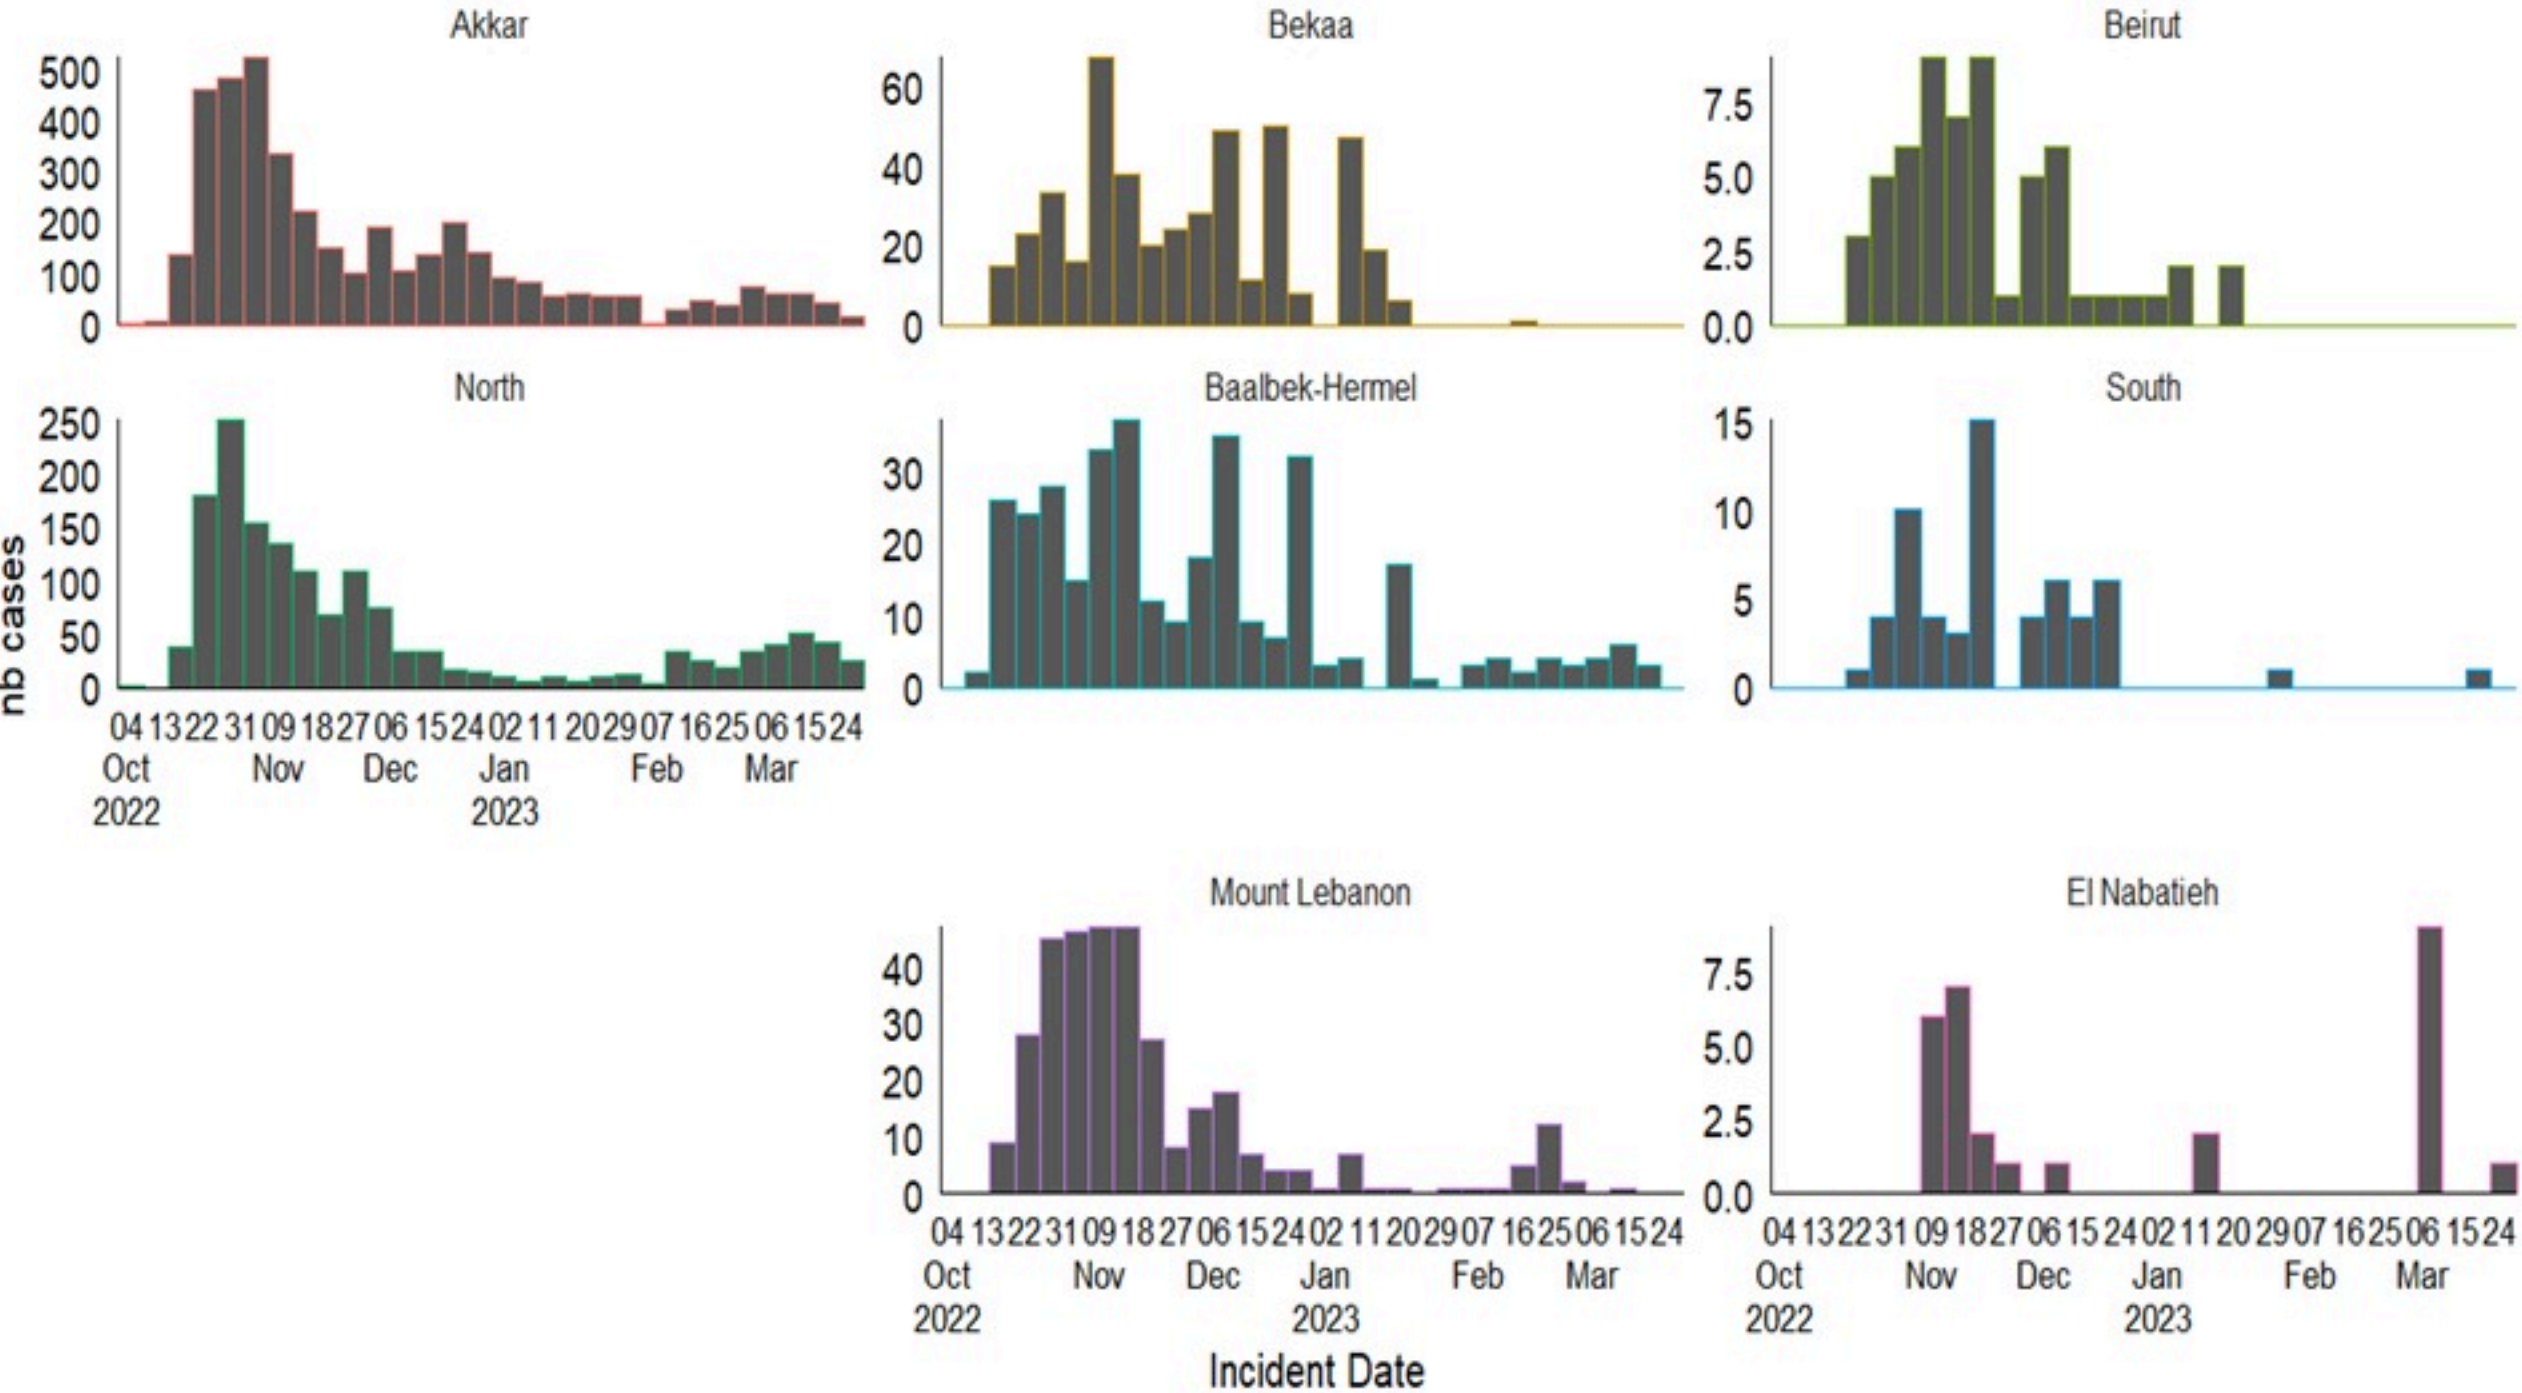 Akkar
Bekaa
Beirut
500
400
300
200
100
0
60
40
20
0
7.5
5.0
2.5
0.0
North
Baalbek-Hermel
South
nb cases
250
200
150
100
50
0
30
20
10
0
15
10
5
0
04 13 22 31 09 18 27 06 15 24 02 11 20 29 07 16 25 06 15 24
Oct Nov Dec Jan Feb Mar
2022 2023
Mount Lebanon
El Nabatieh
40
30
20
10
0
7.5
5.0
2.5
0.0
04 13 22 31 09 18 27 06 15 24 02 11 20 29 07 16 25 06 15 24
Oct Nov Dec Jan Feb Mar
2022 2023
04 13 22 31 09 18 27 06 15 24 02 11 20 29 07 16 25 06 15 24
Oct Nov Dec Jan Feb Mar
2022 2023
Incident Date